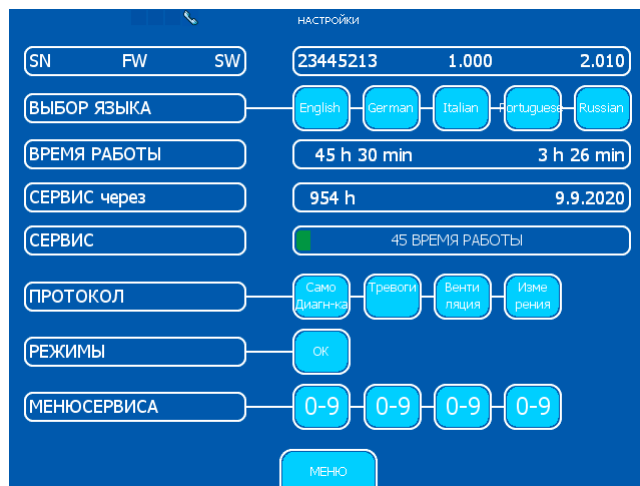 НАСТРОЙКИ
SN FW SW 23445213 1.000 2.010
ВЫБОР ЯЗЫКА English German Italian Portuguese Russian
ВРЕМЯ РАБОТЫ 45 h 30 min 3 h 26 min
СЕРВИС через 954 h 9.9.2020
СЕРВИС 45 ВРЕМЯ РАБОТЫ
ПРОТОКОЛ Само Диагн-ка Тревоги Венти ляция Изме рения
РЕЖИМЫ OK
МЕНЮСЕРВИСА 0-9 0-9 0-9 0-9
МЕНЮ